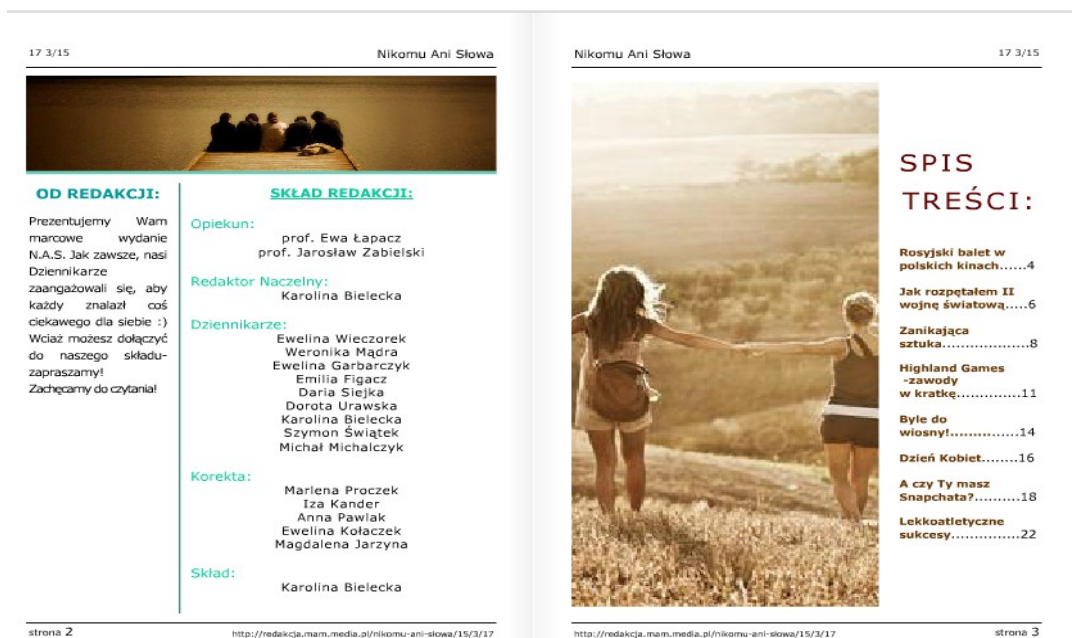 17 3/15
Nikomu Ani Słowa
OD REDAKCJI:
Prezentujemy Wam
marcowe wydanie
N.A.S. Jak zawsze, nasi
Dziennikarze
zaangażowali się, aby
każdy znalazł coś
ciekawego dla siebie :)
Wciaż możesz dołączyć
do naszego składu-
zapraszamy!
Zachęcamy do czytania!
SKŁAD REDAKCJI:
Opiekun:
prof. Ewa Łapacz
prof. Jarosław Zabielski
Redaktor Naczelny:
Karolina Bielecka
Dziennikarze:
Ewelina Wieczorek
Weronika Mądra
Ewelina Garbarczyk
Emilia Figacz
Daria Siejka
Dorota Urawska
Karolina Bielecka
Szymon Świątek
Michał Michalczyk
Korekta:
Marlena Proczek
Iza Kander
Anna Pawlak
Ewelina Kołaczek
Magdalena Jarzyna
Skład:
Karolina Bielecka
strona 2
http://redakcja.mam.media.pl/nikomu-ani-słowa/15/3/17
Nikomu Ani Słowa
17 3/15
SPIS
TREŚCI:
Rosyjski balet w
polskich kinach......4
Jak rozpętałem II
wojnę światową.....6
Zanikająca
sztuka...................8
Highland Games
-zawody
w kratkę..............11
Byle do
wiosny!...............14
Dzień Kobiet........16
A czy Ty masz
Snapchata?..........18
Lekkoatletyczne
sukcesy...............22
http://redakcja.mam.media.pl/nikomu-ani-słowa/15/3/17
strona 3